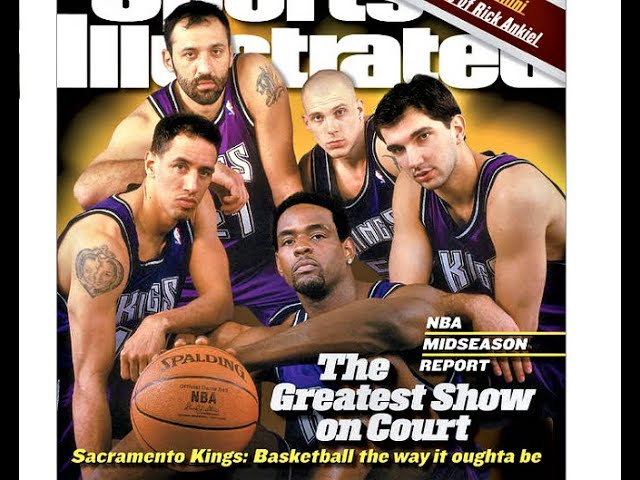 Sports
Illustrated
of Rick Ankiel
KINGS
21
KINGS
KINGS
KINGS
NBA
MIDSEASON
REPORT
SPALDING
NBA
The
Greatest Show
on Court
Sacramento Kings: Basketball the way it oughta be